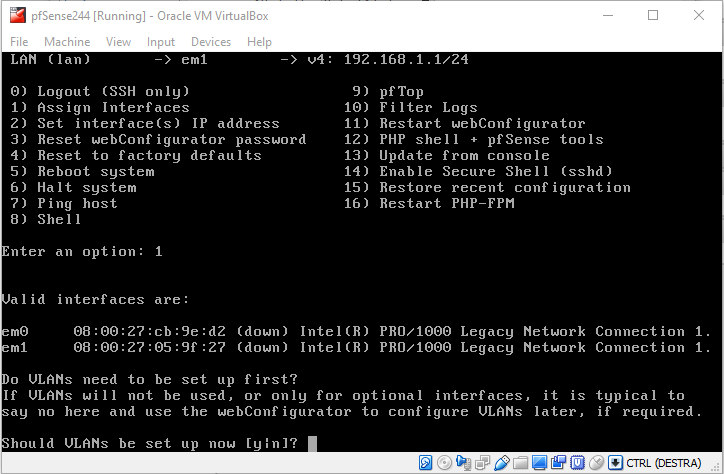 pfSense244 [Running] - Oracle VM VirtualBox
File Machine View Input Devices Help
LAN (lan) -> em1 -> v4: 192.168.1.1/24
0) Logout (SSH only) 9) pfTop
1) Assign Interfaces 10) Filter Logs
2) Set interface(s) IP address 11) Restart webConfigurator
3) Reset webConfigurator password 12) PHP shell + pfSense tools
4) Reset to factory defaults 13) Update from console
5) Reboot system 14) Enable Secure Shell (sshd)
6) Halt system 15) Restore recent configuration
7) Ping host 16) Restart PHP-FPM
8) Shell
Enter an option: 1
Valid interfaces are:
em0 08:00:27:cb:9e:d2 (down) Intel(R) PRO/1000 Legacy Network Connection 1.
em1 08:00:27:05:9f:27 (down) Intel(R) PRO/1000 Legacy Network Connection 1.
Do VLANs need to be set up first?
If VLANs will not be used, or only for optional interfaces, it is typical to
say no here and use the webConfigurator to configure VLANs later, if required.
Should VLANs be set up now [y|n]?
CTRL (DESTRA)